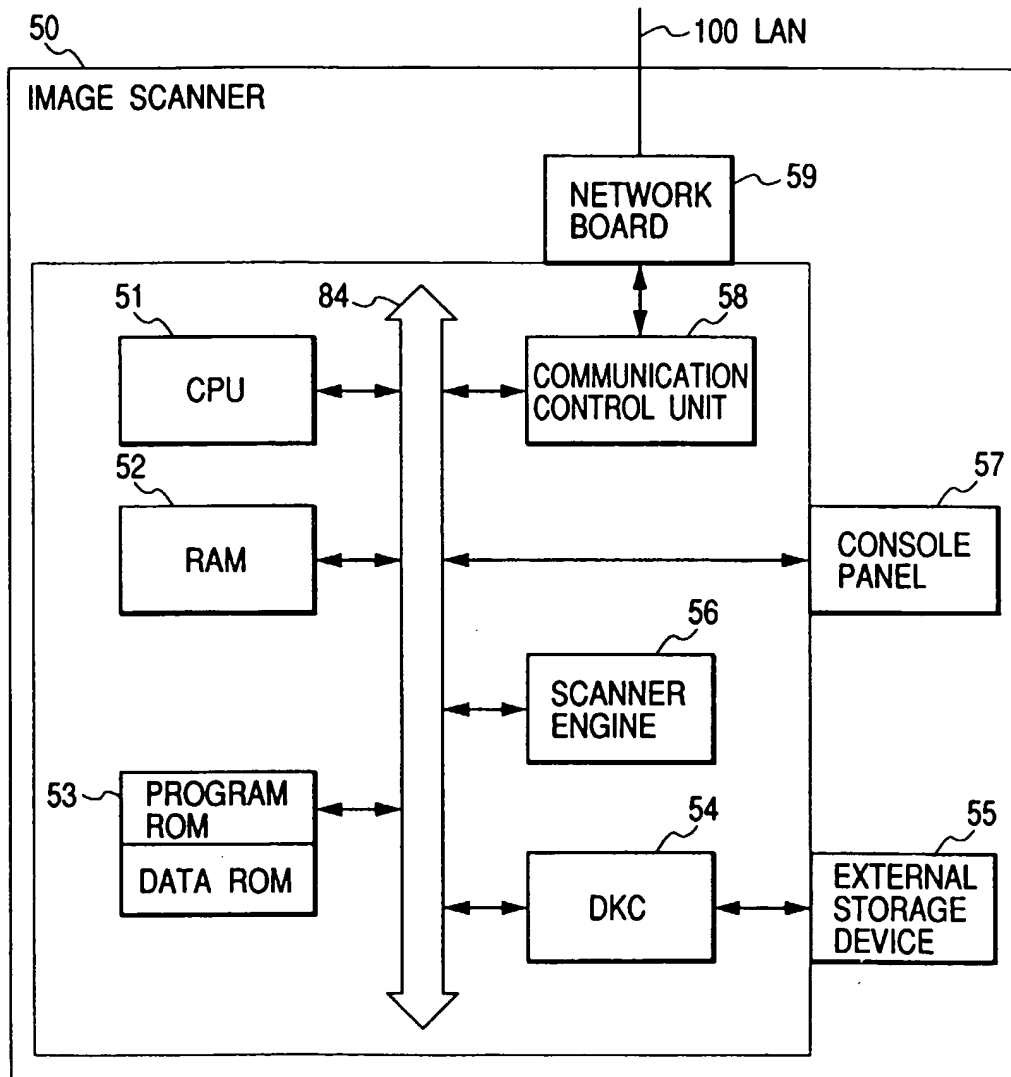 50
100 LAN
IMAGE SCANNER
59
NETWORK
BOARD
51
84
58
CPU
COMMUNICATION
CONTROL UNIT
52
57
RAM
CONSOLE
PANEL
56
SCANNER
ENGINE
53
PROGRAM
ROM
DATA ROM
54
55
DKC
EXTERNAL
STORAGE
DEVICE